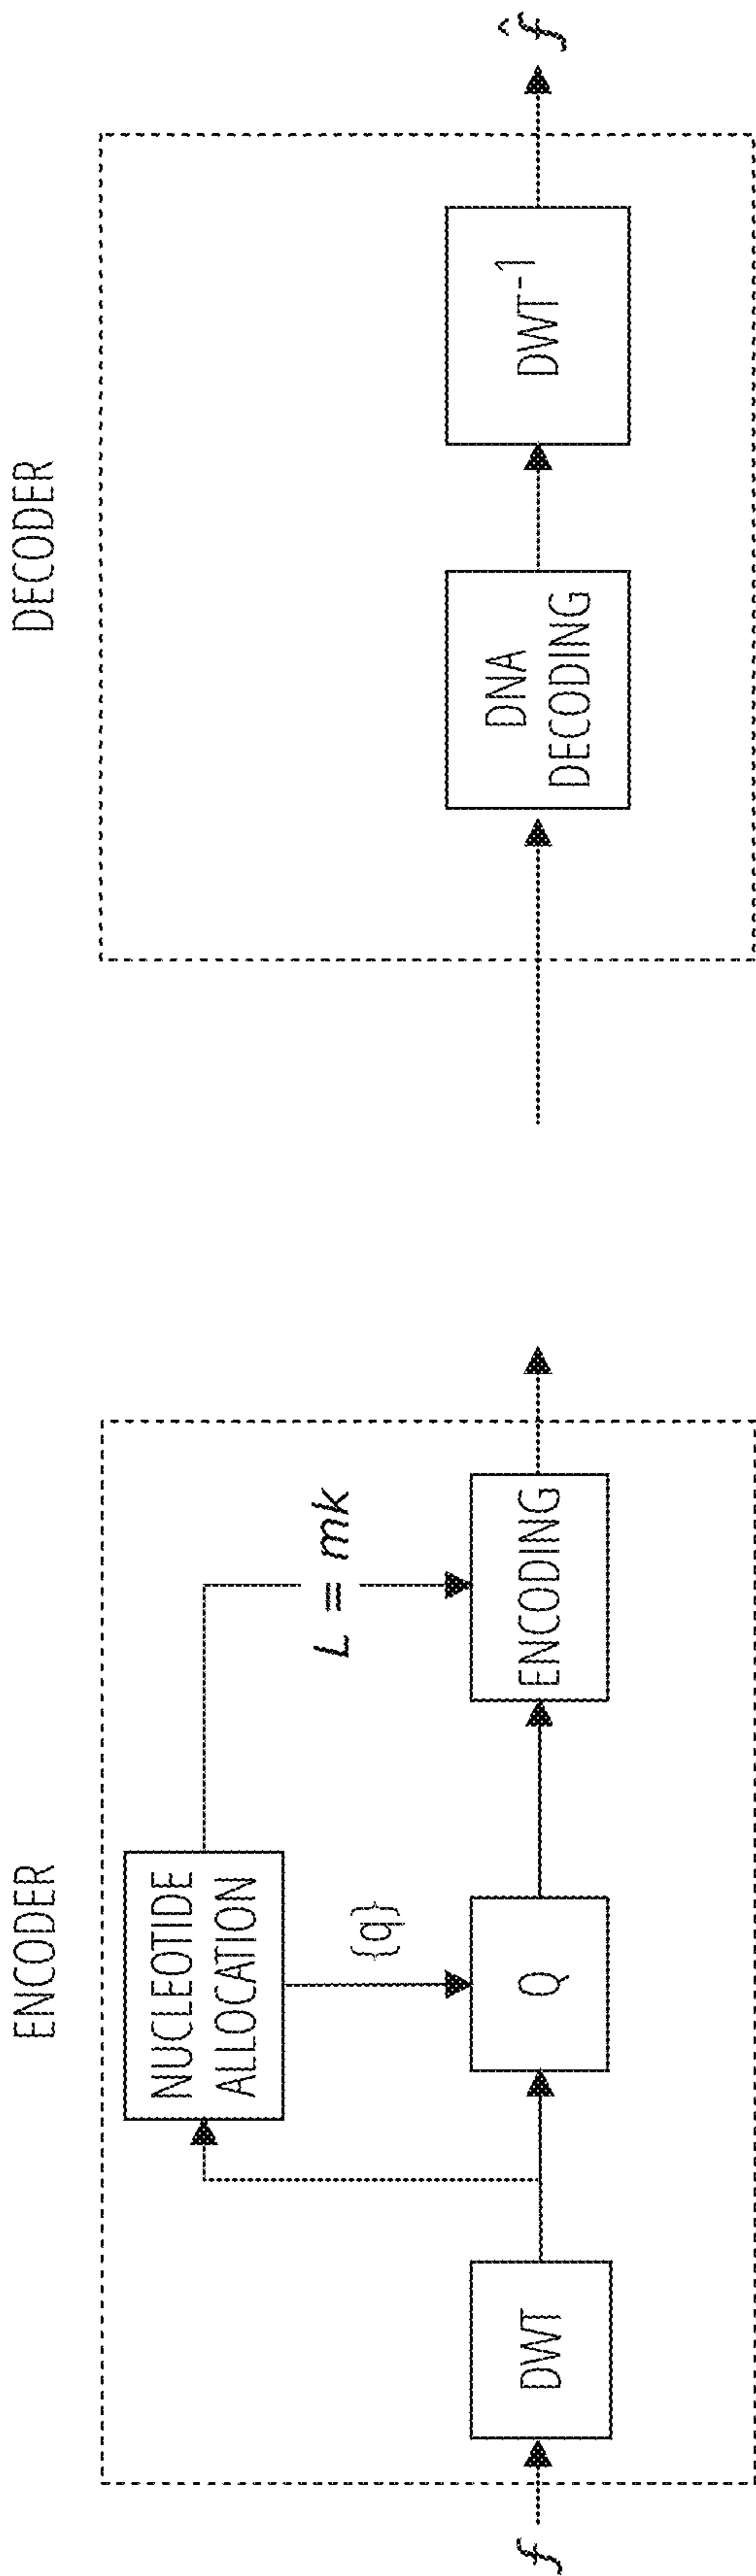 ENCODER
f
DWT
NUCLEOTIDE
ALLOCATION
{q}
Q
L = mk
ENCODING
DECODER
DNA
DECODING
DWT⁻¹
f̂